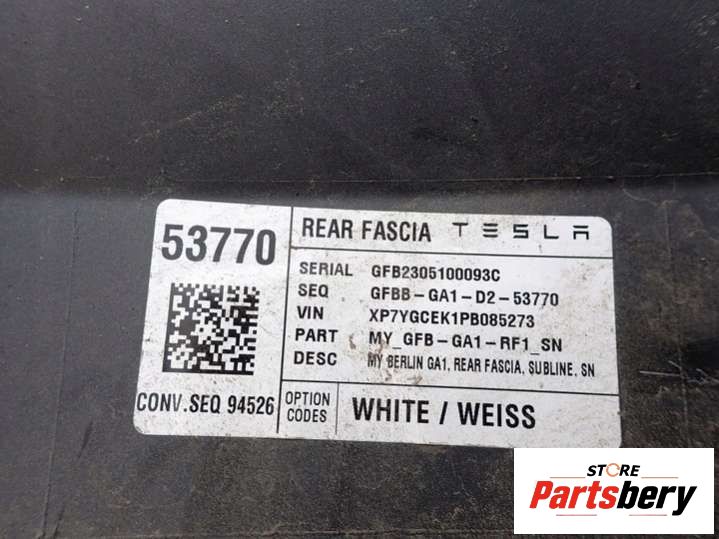 53770
REAR FASCIA TESLA
SERIAL GFB2305100093C
SEQ GFBB-GA1-D2-53770
VIN XP7YGCEK1PB085273
PART MY_GFB-GA1-RF1_SN
DESC MY BERLIN GA1, REAR FASCIA, SUBLINE, SN
CONV.SEQ 94526
OPTION CODES WHITE / WEISS
STORE
Partsbery